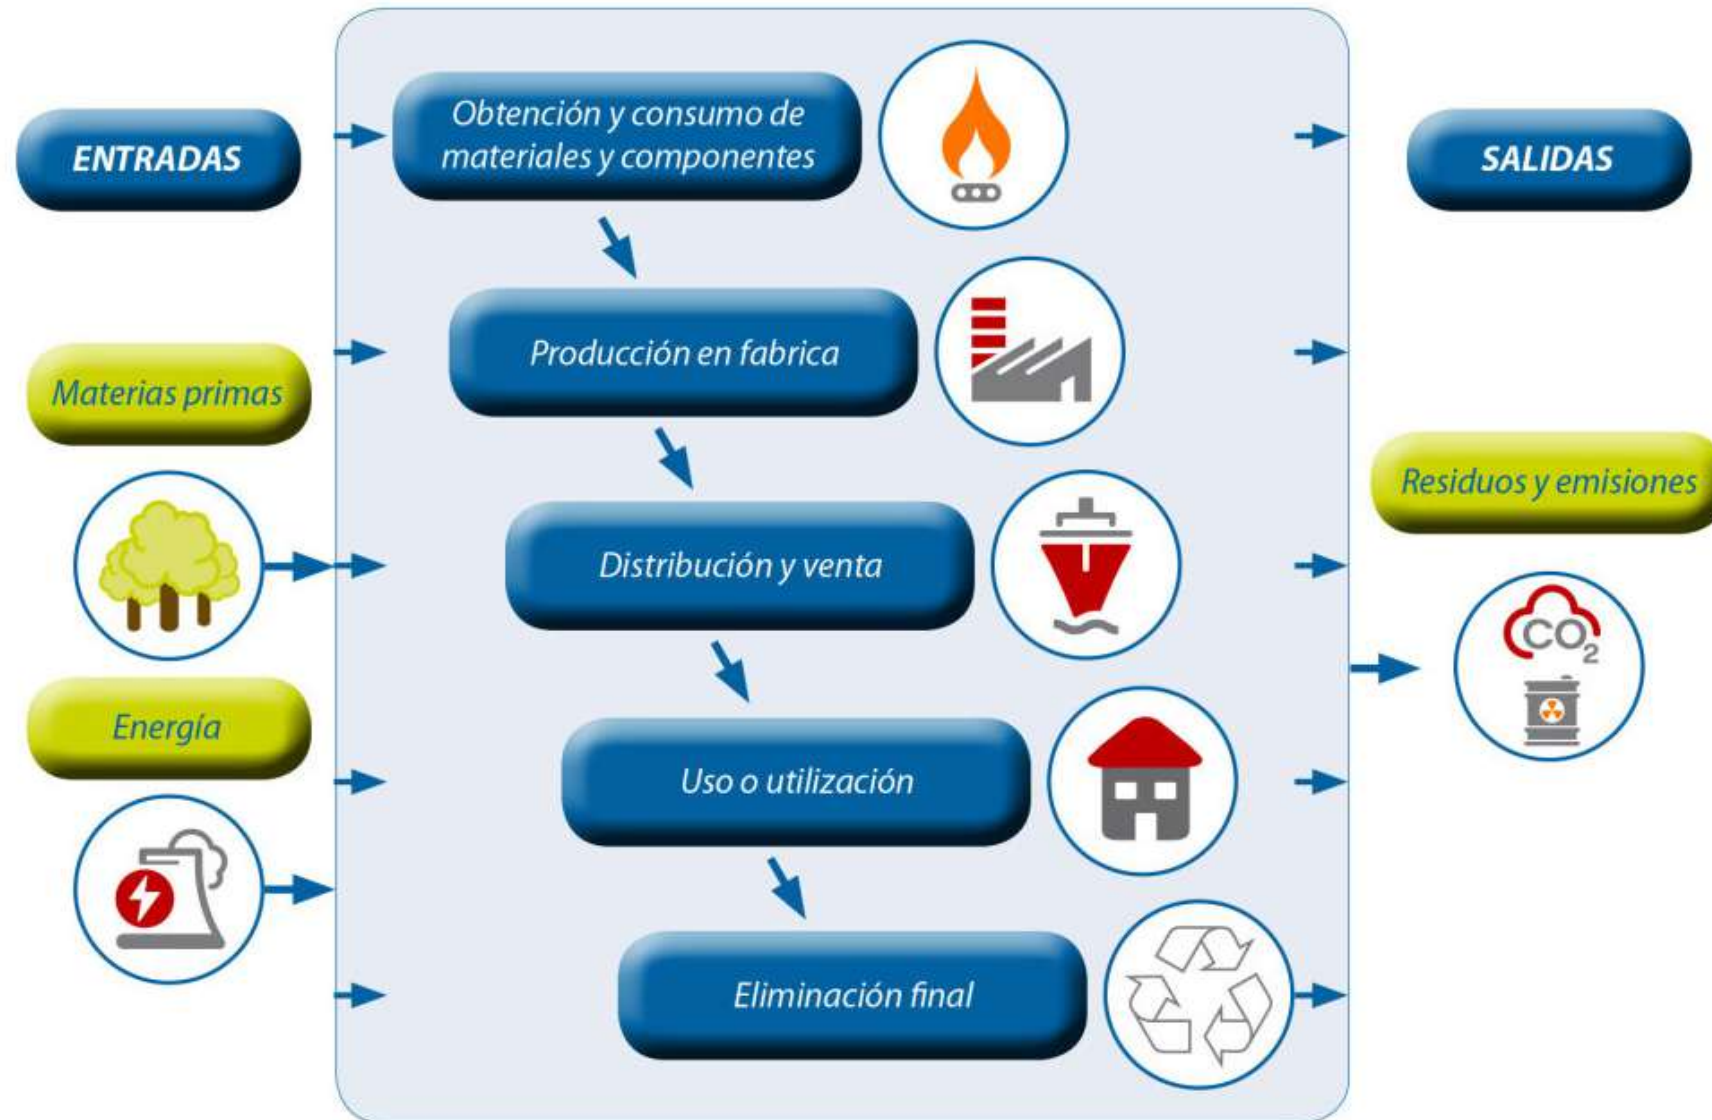 ENTRADAS
Obtención y consumo de
materiales y componentes
SALIDAS
Producción en fabrica
Materias primas
Residuos y emisiones
Distribución y venta
CO2
Energía
Uso o utilización
Eliminación final